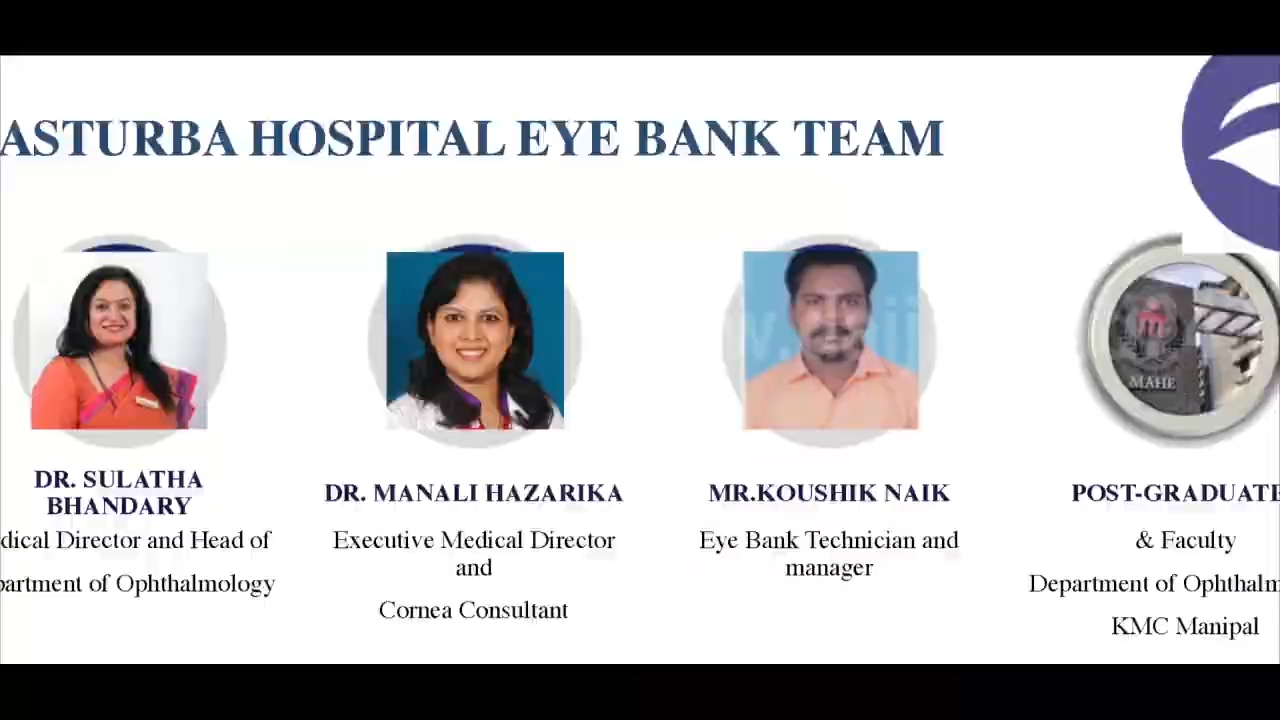 ASTURBA HOSPITAL EYE BANK TEAM
MAHE
DR. SULATHA
BHANDARY
dical Director and Head of
partment of Ophthalmology
DR. MANALI HAZARIKA
Executive Medical Director
and
Cornea Consultant
MR.KOUSHIK NAIK
Eye Bank Technician and
manager
POST-GRADUATE
& Faculty
Department of Ophthalm
KMC Manipal